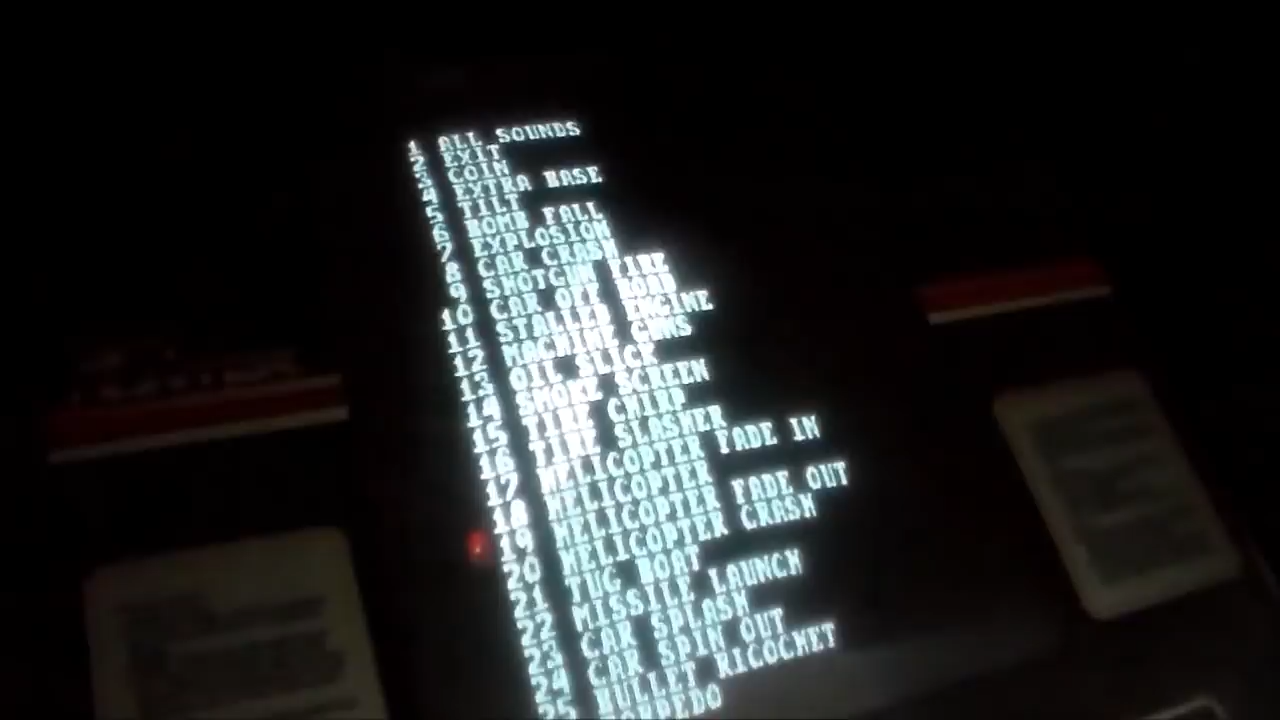 1 ALL SOUNDS
2 EXIT
3 COIN
4 EXTRA BASE
5 TILT
6 BOMB FALL
7 EXPLOSION
8 CAR CRASH
9 SHOTGUN FIRE
10 CAR OFF ROAD
11 STALLED ENGINE
12 MACHINE GUNS
13 OIL SLICK
14 SMOKE SCREEN
15 TIRE CHIRP
16 TIRE SLASHER
17 HELICOPTER FADE IN
18 HELICOPTER
19 HELICOPTER FADE OUT
20 HELICOPTER CRASH
21 TUG BOAT
22 MISSILE LAUNCH
23 CAR SPLASH
24 CAR SPIN OUT
25 BULLET RICOCHET
TORPEDO